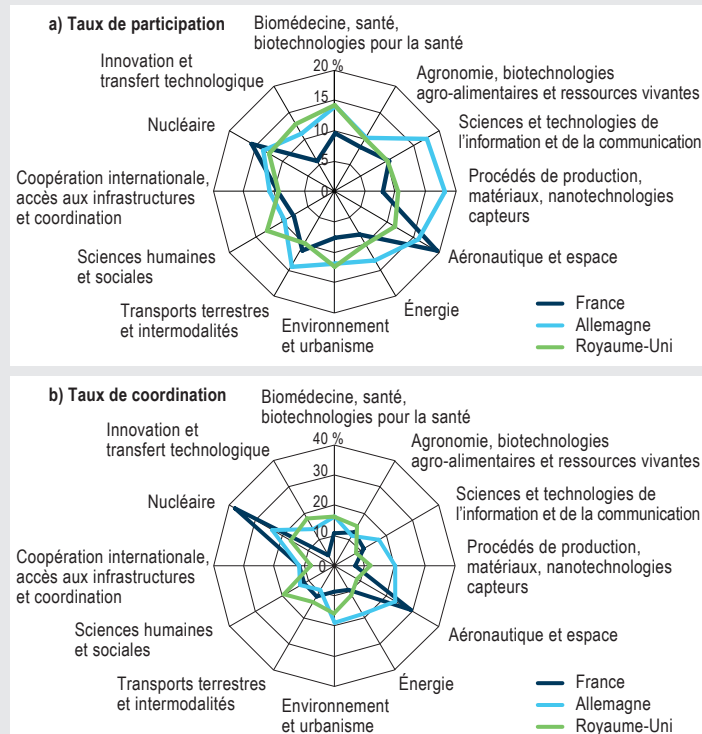 a) Taux de participation
Biomédecine, santé,
biotechnologies pour la santé
Innovation et
transfert technologique
20 %
15
10
5
0
Agronomie, biotechnologies
agro-alimentaires et ressources vivantes
Nucléaire
Sciences et technologies de
l'information et de la communication
Coopération internationale,
accès aux infrastructures
et coordination
Procédés de production,
matériaux, nanotechnologies
capteurs
Sciences humaines
et sociales
Aéronautique et espace
Transports terrestres
et intermodalités
Environnement
et urbanisme
Énergie
France
Allemagne
Royaume-Uni
b) Taux de coordination
Biomédecine, santé,
biotechnologies pour la santé
Innovation et
transfert technologique
40 %
30
20
10
0
Agronomie, biotechnologies
agro-alimentaires et ressources vivantes
Nucléaire
Sciences et technologies de
l'information et de la communication
Coopération internationale,
accès aux infrastructures
et coordination
Procédés de production,
matériaux, nanotechnologies
capteurs
Sciences humaines
et sociales
Aéronautique et espace
Transports terrestres
et intermodalités
Environnement
et urbanisme
Énergie
France
Allemagne
Royaume-Uni